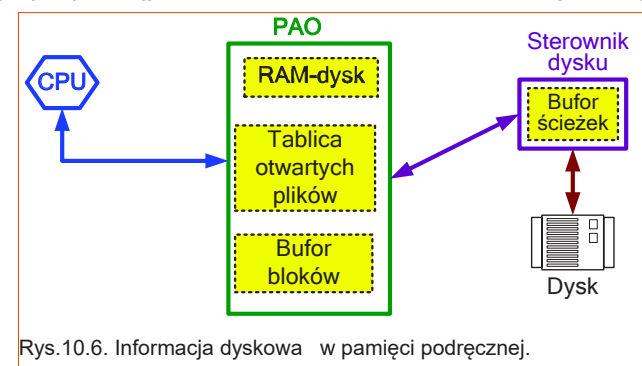 PAO
CPU
RAM-dysk
Tablica
otwartych
plików
Bufor
bloków
Sterownik
dysku
Bufor
ścieżek
Dysk
Rys.10.6. Informacja dyskowa w pamięci podręcznej.